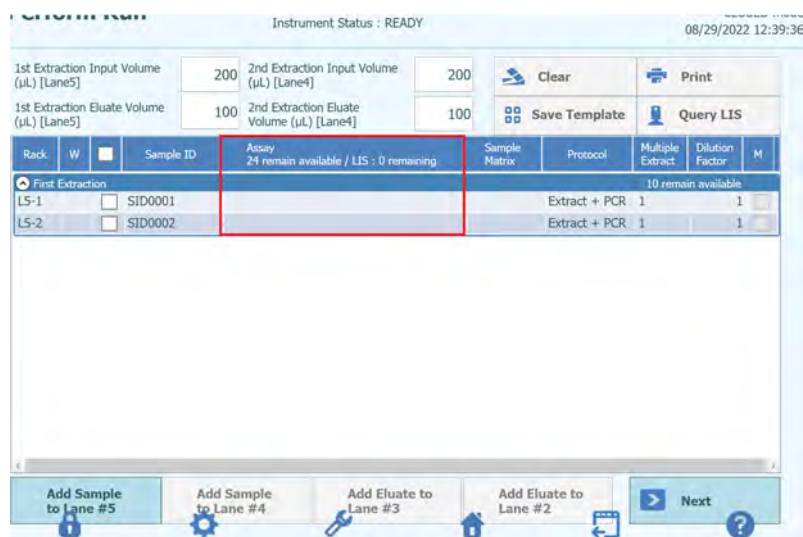 Instrument Status : READY
08/29/2022 12:39:36
1st Extraction Input Volume
(µL) [Lane5]
200
2nd Extraction Input Volume
(µL) [Lane4]
200
Clear
Print
1st Extraction Eluate Volume
(µL) [Lane5]
100
2nd Extraction Eluate
Volume (µL) [Lane4]
100
Save Template
Query LIS
Rack W Sample ID Assay
24 remain available / LIS : 0 remaining
Sample
Matrix
Protocol
Multiple
Extract
Dilution
Factor
M
First Extraction 10 remain available
L5-1 SID0001 Extract + PCR 1 1
L5-2 SID0002 Extract + PCR 1 1
Add Sample
to Lane #5
Add Sample
to Lane #4
Add Eluate to
Lane #3
Add Eluate to
Lane #2
Next